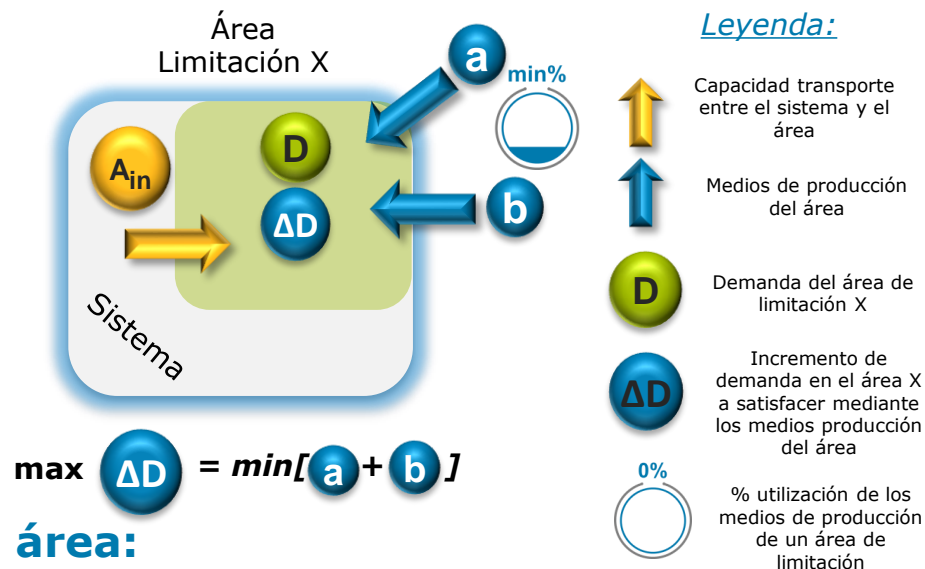 Área
Limitación X
a
min%
D
A_in
ΔD
b
Sistema
max ΔD = min[ a + b ]
área:
Leyenda:
Capacidad transporte
entre el sistema y el
área
Medios de producción
del área
D
Demanda del área de
limitación X
ΔD
Incremento de
demanda en el área X
a satisfacer mediante
los medios producción
del área
0%
% utilización de los
medios de producción
de un área de
limitación